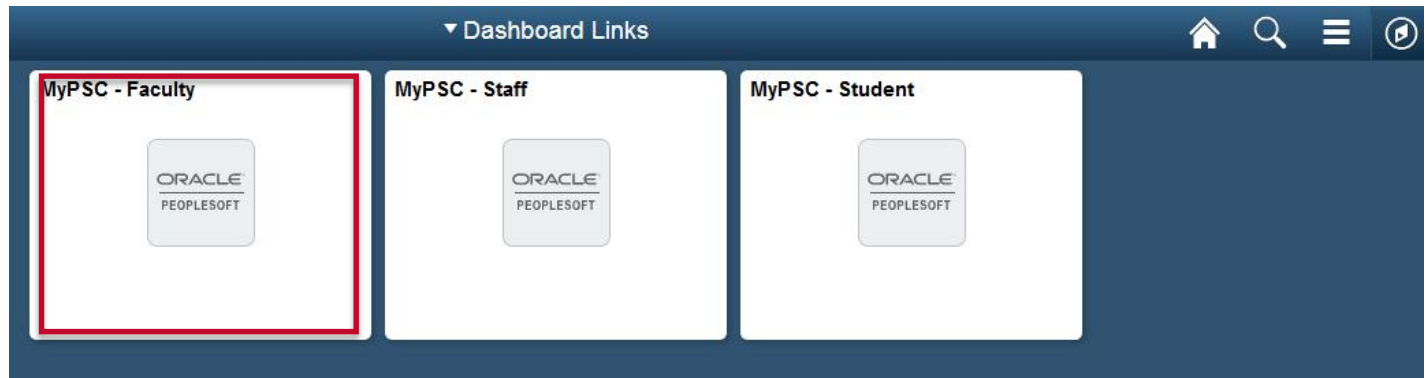 Dashboard Links
MyPSC - Faculty
ORACLE
PEOPLESOFT
MyPSC - Staff
ORACLE
PEOPLESOFT
MyPSC - Student
ORACLE
PEOPLESOFT